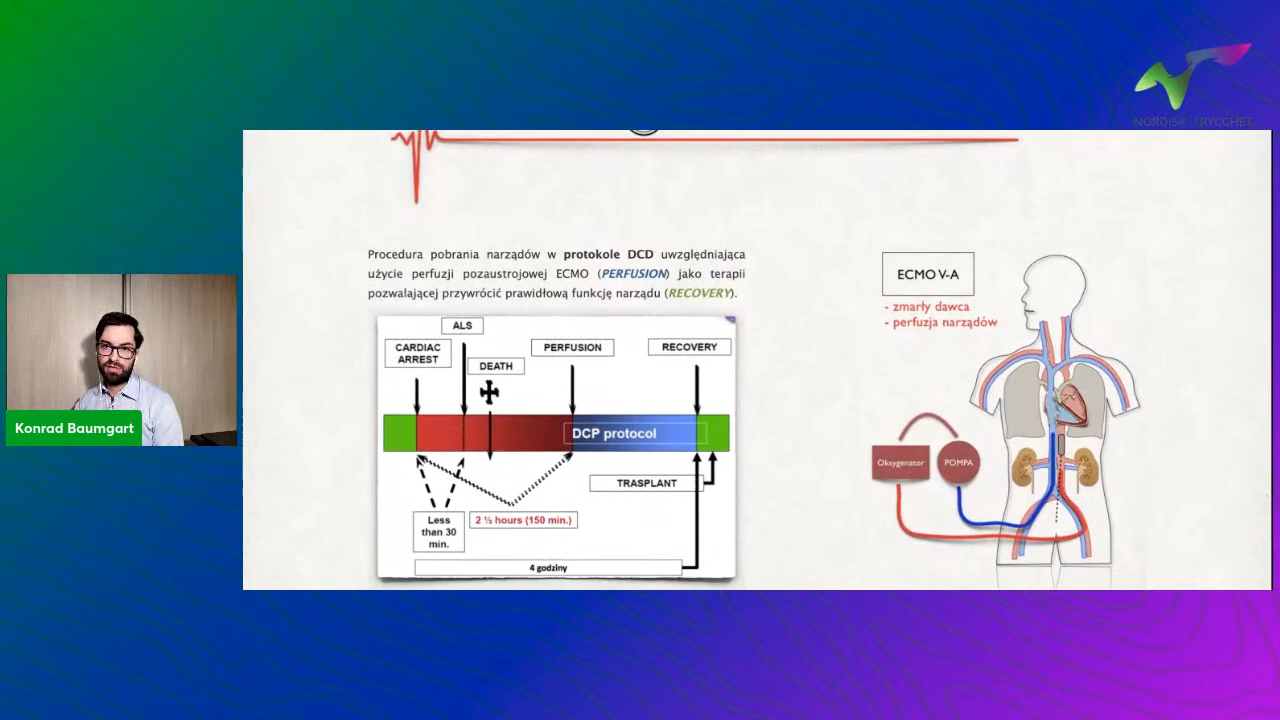 NORDISK TRYGGHET
Procedura pobrania narządów w protokole DCD uwzględniająca
użycie perfuzji pozaustrojowej ECMO (PERFUSION) jako terapii
pozwalającej przywrócić prawidłową funkcję narządu (RECOVERY).
ECMO V-A
- zmarły dawca
- perfuzja narządów
ALS
CARDIAC
ARREST
DEATH
PERFUSION
RECOVERY
DCP protocol
TRASPLANT
Less
than 30
min.
2 ½ hours (150 min.)
4 godziny
Oksygenator
POMPA
Konrad Baumgart